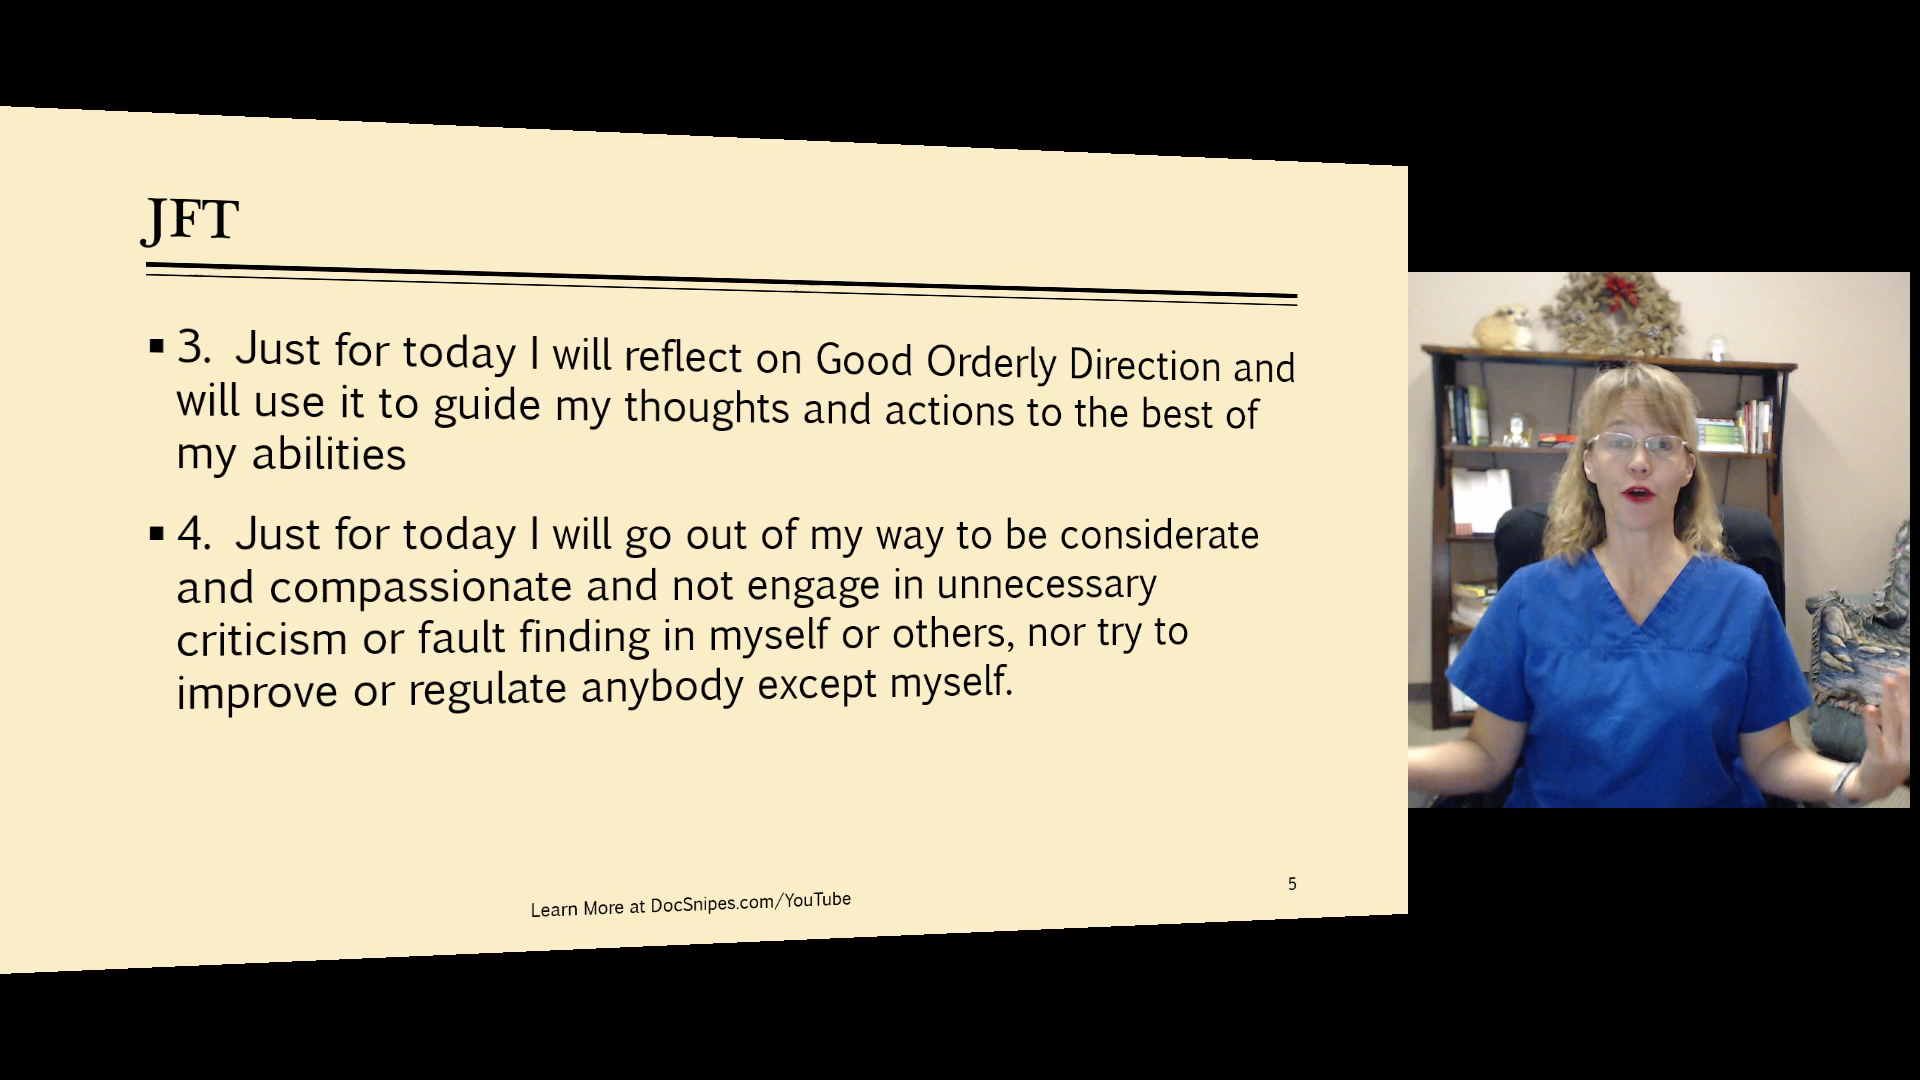 JFT
▪ 3. Just for today I will reflect on Good Orderly Direction and
will use it to guide my thoughts and actions to the best of
my abilities
▪ 4. Just for today I will go out of my way to be considerate
and compassionate and not engage in unnecessary
criticism or fault finding in myself or others, nor try to
improve or regulate anybody except myself.
Learn More at DocSnipes.com/YouTube
5